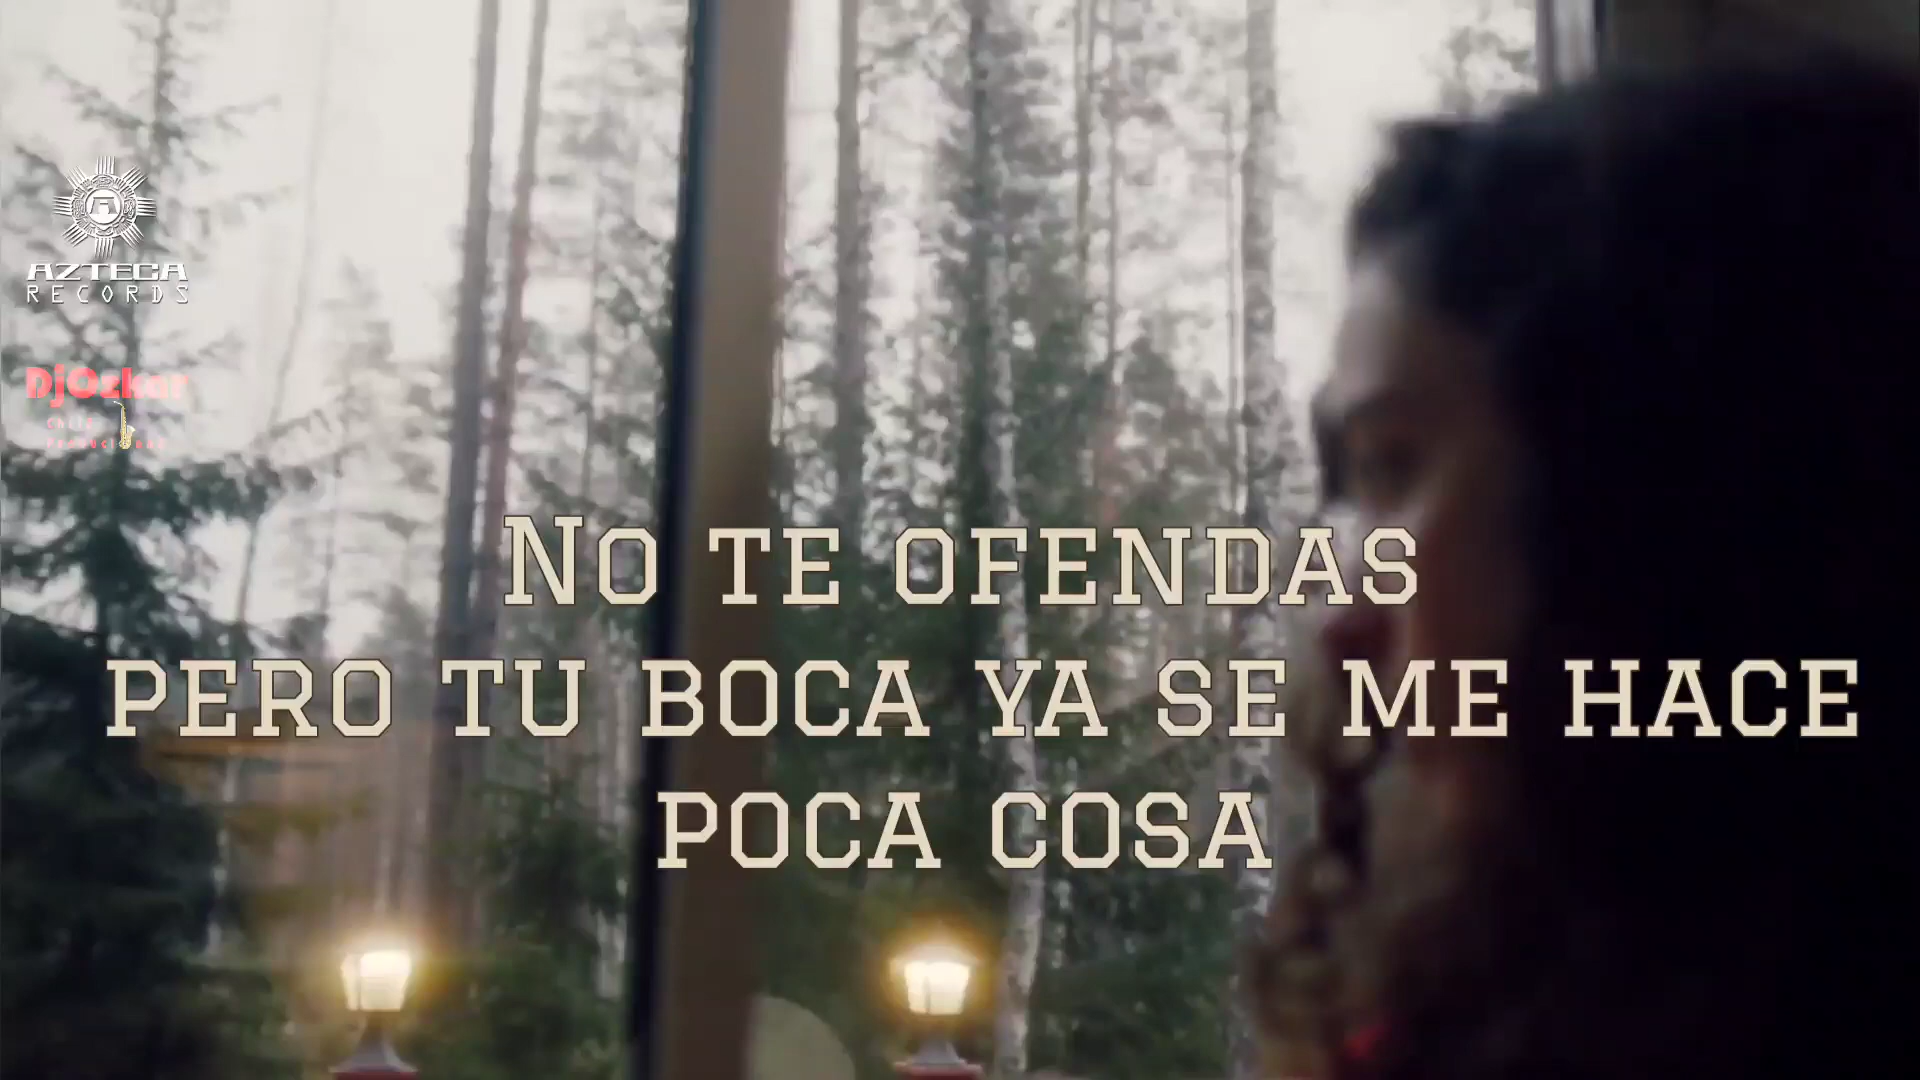 AZTECA
RECORDS
DjOzkar
No te ofendas
pero tu boca ya se me hace
poca cosa